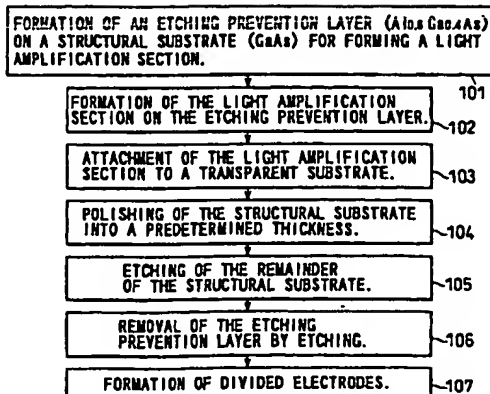 FORMATION OF AN ETCHING PREVENTION LAYER (Al0.6 Ga0.4As)
ON A STRUCTURAL SUBSTRATE (GaAs) FOR FORMING A LIGHT
AMPLIFICATION SECTION.
101
FORMATION OF THE LIGHT AMPLIFICATION
SECTION ON THE ETCHING PREVENTION LAYER.
102
ATTACHMENT OF THE LIGHT AMPLIFICATION
SECTION TO A TRANSPARENT SUBSTRATE.
103
POLISHING OF THE STRUCTURAL SUBSTRATE
INTO A PREDETERMINED THICKNESS.
104
ETCHING OF THE REMAINDER
OF THE STRUCTURAL SUBSTRATE.
105
REMOVAL OF THE ETCHING
PREVENTION LAYER BY ETCHING.
106
FORMATION OF DIVIDED ELECTRODES.
107